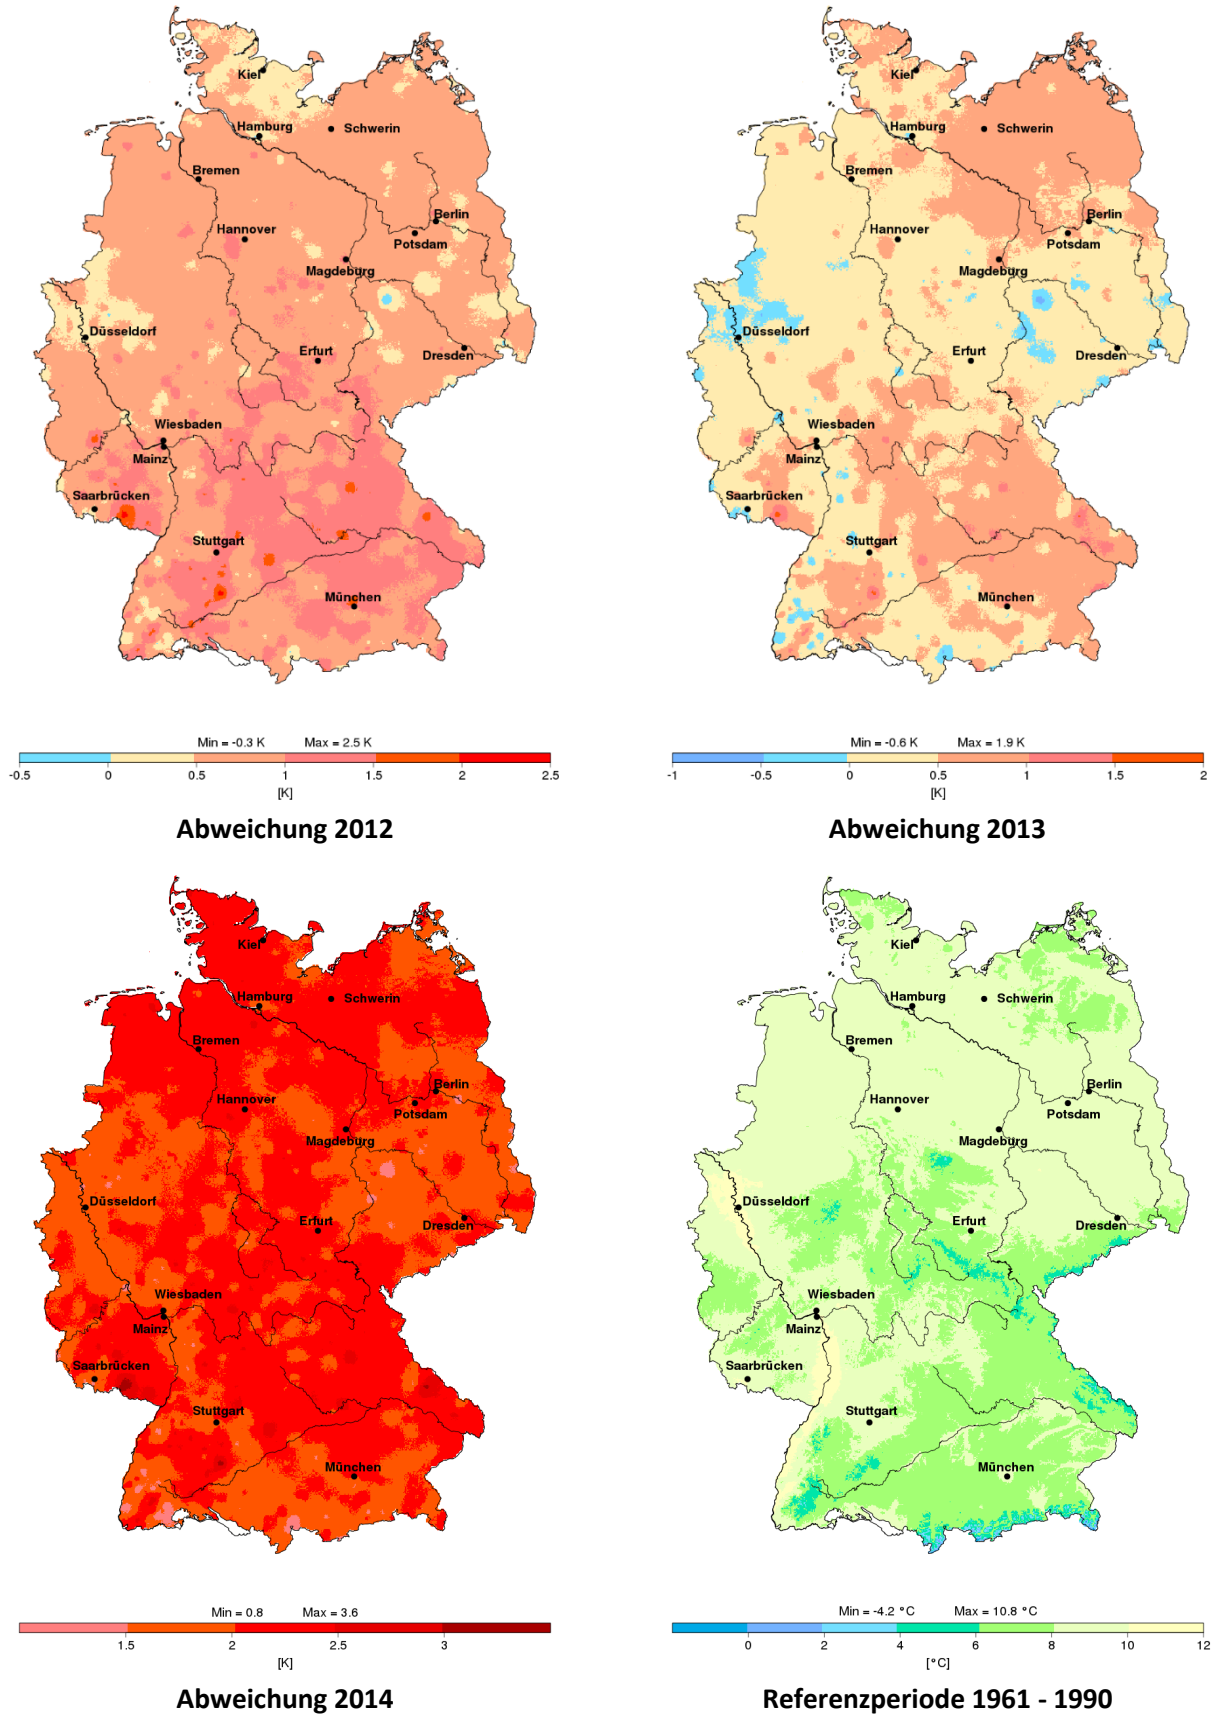 Kiel
Hamburg
Schwerin
Bremen
Berlin
Hannover
Potsdam
Magdeburg
Düsseldorf
Erfurt
Dresden
Wiesbaden
Mainz
Saarbrücken
Stuttgart
München
Min = -0.3 K Max = 2.5 K
-0.5 0 0.5 1 1.5 2 2.5
[K]
Abweichung 2012
Kiel
Hamburg
Schwerin
Bremen
Berlin
Hannover
Potsdam
Magdeburg
Düsseldorf
Erfurt
Dresden
Wiesbaden
Mainz
Saarbrücken
Stuttgart
München
Min = -0.6 K Max = 1.9 K
-1 -0.5 0 0.5 1 1.5 2
[K]
Abweichung 2013
Kiel
Hamburg
Schwerin
Bremen
Berlin
Hannover
Potsdam
Magdeburg
Düsseldorf
Erfurt
Dresden
Wiesbaden
Mainz
Saarbrücken
Stuttgart
München
Min = 0.8 Max = 3.6
1.5 2 2.5 3
[K]
Abweichung 2014
Kiel
Hamburg
Schwerin
Bremen
Berlin
Hannover
Potsdam
Magdeburg
Düsseldorf
Erfurt
Dresden
Wiesbaden
Mainz
Saarbrücken
Stuttgart
München
Min = -4.2 °C Max = 10.8 °C
0 2 4 6 8 10 12
[°C]
Referenzperiode 1961 - 1990